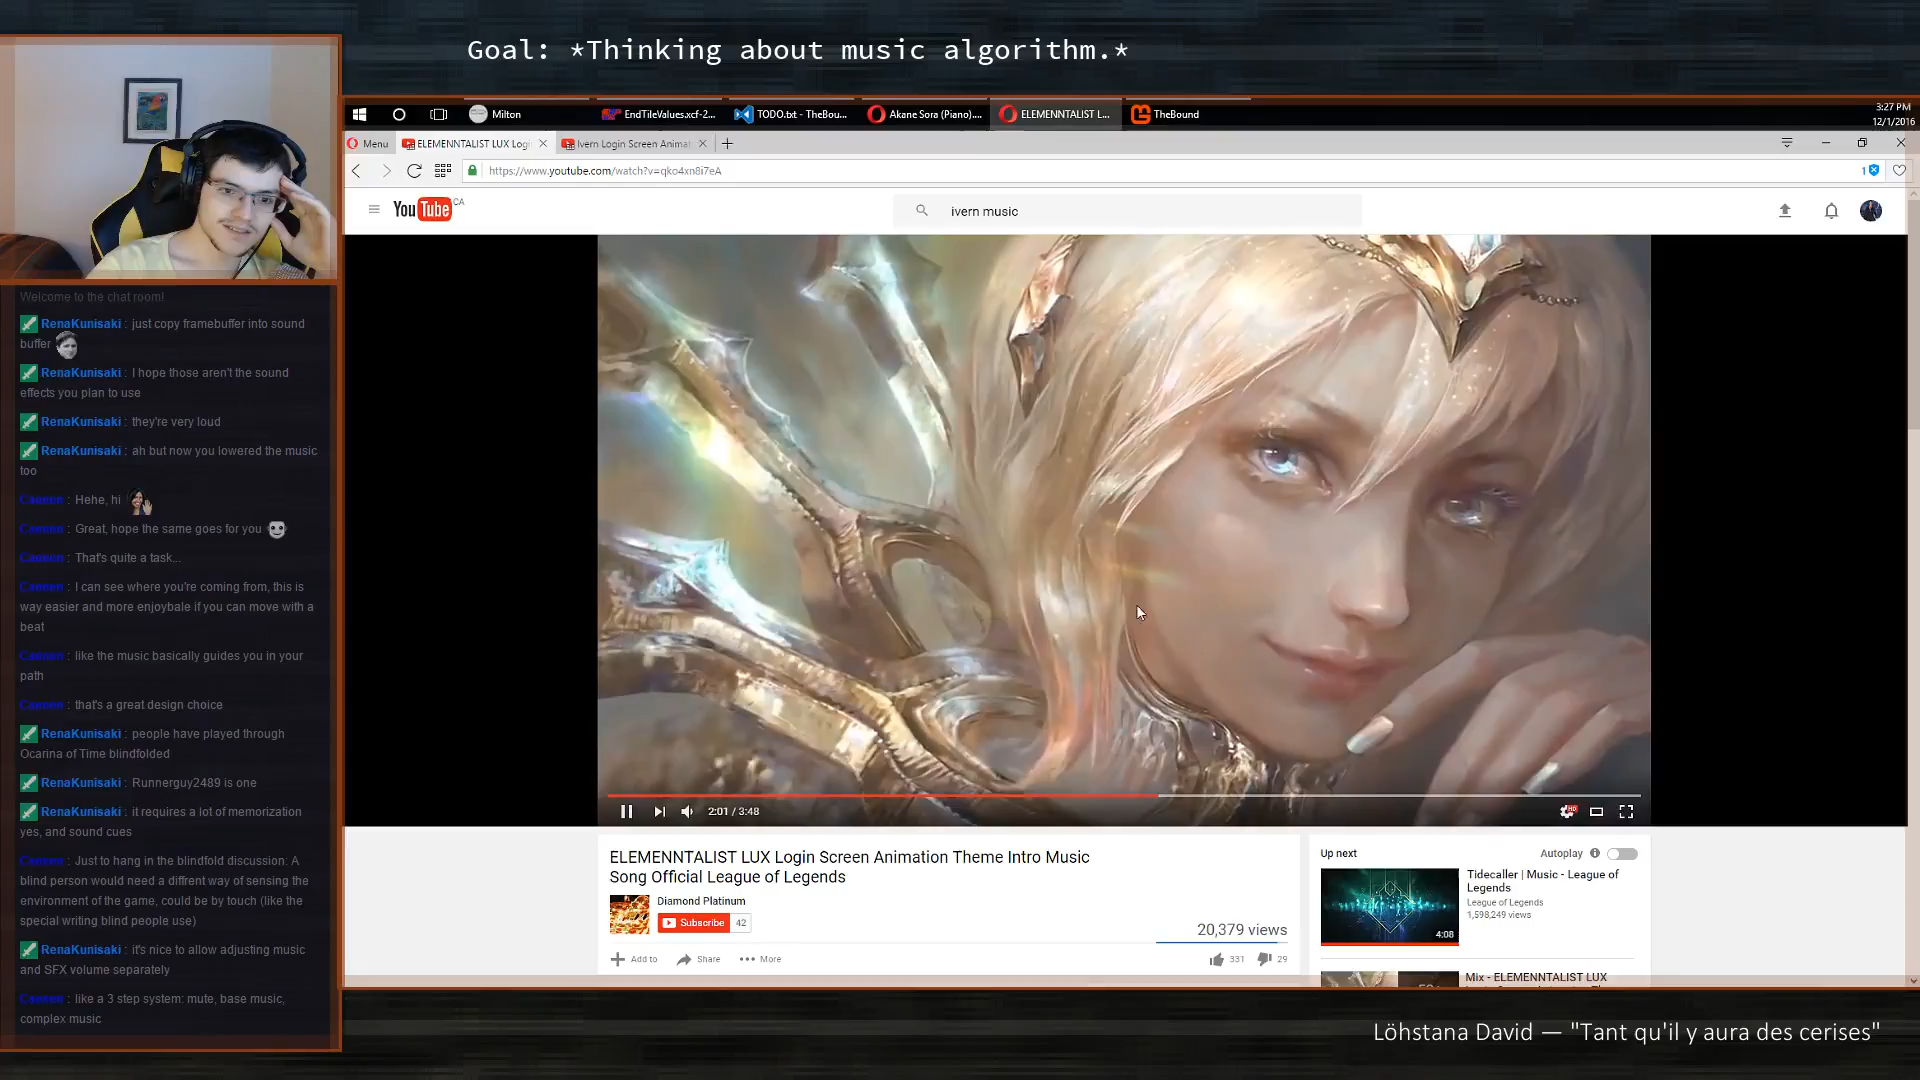 Goal: *Thinking about music algorithm.*
Milton
EndTileValues.xcf-2...
TODO.txt - TheBou...
Akane Sora (Piano)....
ELEMENNTALIST L...
TheBound
3:27 PM
12/1/2016
Menu
ELEMENNTALIST LUX Logi
Ivern Login Screen Animat
https://www.youtube.com/watch?v=qko4xn8i7eA
1
YouTube CA
ivern music
Welcome to the chat room!
RenaKunisaki : just copy framebuffer into sound
buffer
RenaKunisaki : I hope those aren't the sound
effects you plan to use
RenaKunisaki : they're very loud
RenaKunisaki : ah but now you lowered the music
too
: Hehe, hi
: Great, hope the same goes for you
: That's quite a task...
: I can see where you're coming from, this is
way easier and more enjoybale if you can move with a
beat
: like the music basically guides you in your
path
: that's a great design choice
RenaKunisaki : people have played through
Ocarina of Time blindfolded
RenaKunisaki : Runnerguy2489 is one
RenaKunisaki : it requires a lot of memorization
yes, and sound cues
: Just to hang in the blindfold discussion: A
blind person would need a diffrent way of sensing the
environment of the game, could be by touch (like the
special writing blind people use)
RenaKunisaki : it's nice to allow adjusting music
and SFX volume separately
: like a 3 step system: mute, base music,
complex music
2:01 / 3:48
HD
ELEMENNTALIST LUX Login Screen Animation Theme Intro Music
Song Official League of Legends
Diamond Platinum
Subscribe 42
20,379 views
Add to
Share
More
331
29
Up next
Autoplay
Tidecaller | Music - League of
Legends
League of Legends
1,598,249 views
4:08
Mix - ELEMENNTALIST LUX
Löhstana David — "Tant qu'il y aura des cerises"